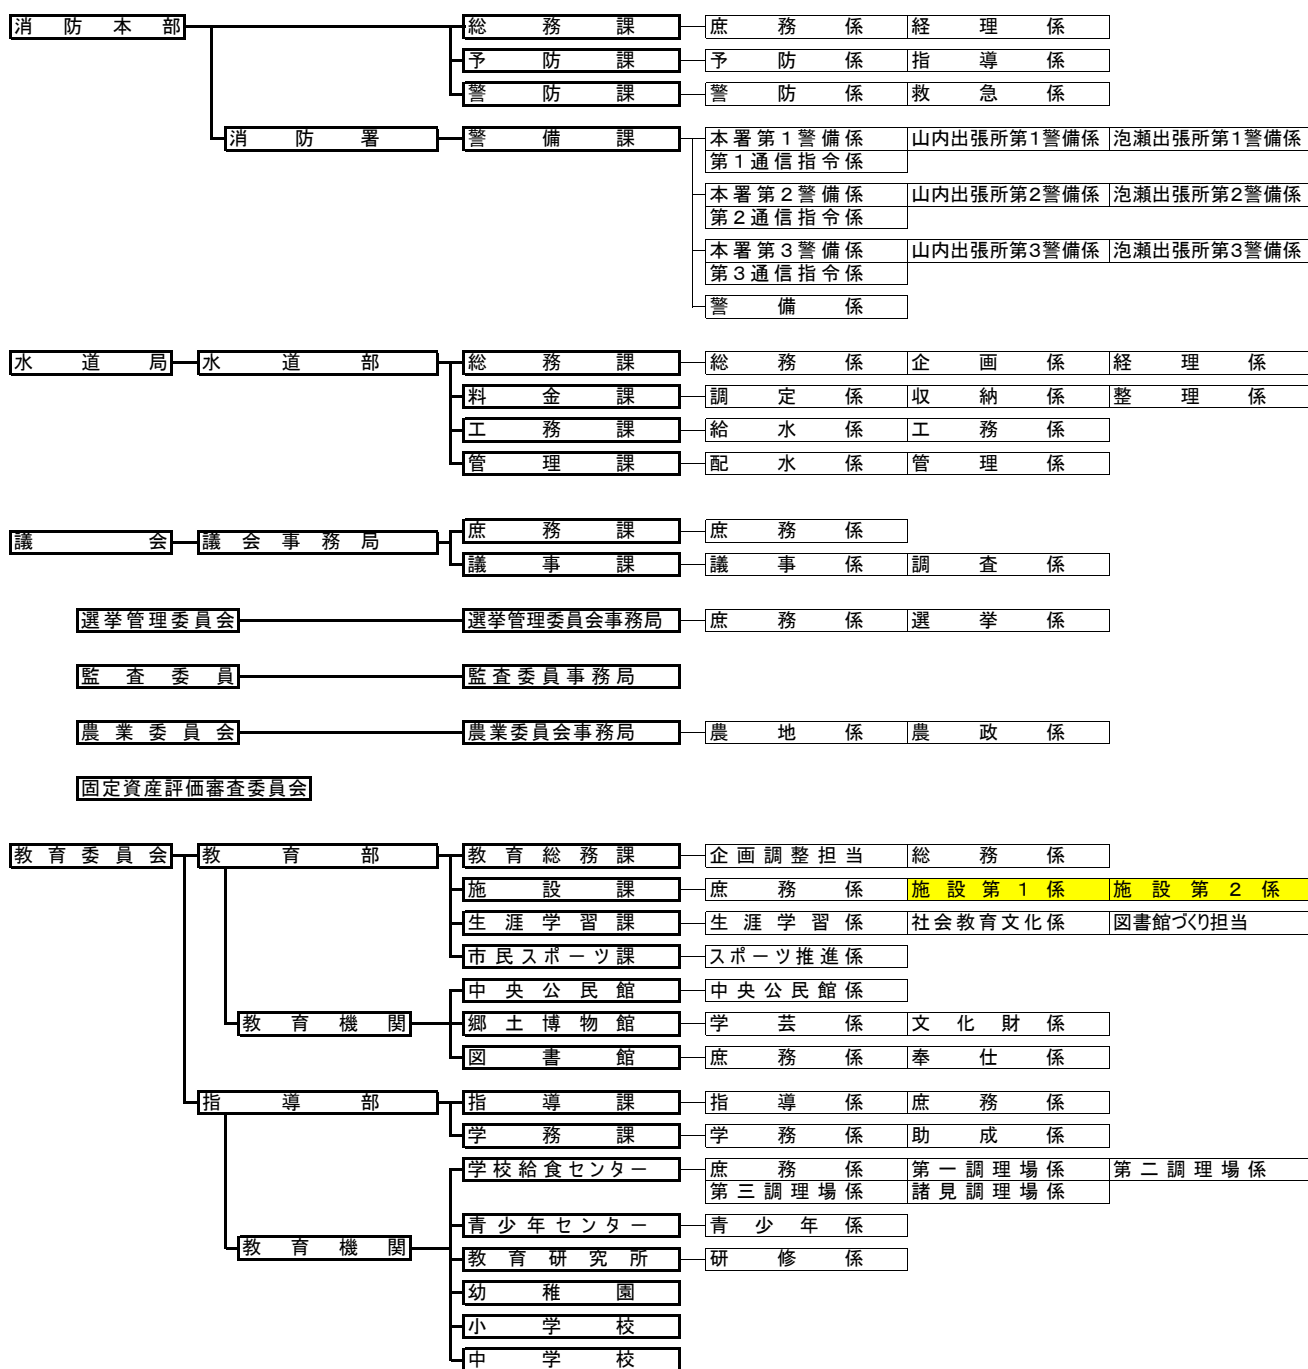 消防本部 総務課 庶務係 経理係
予防課 予防係 指導係
警防課 警防係 救急係
消防署 警備課 本署第1警備係 山内出張所第1警備係 泡瀬出張所第1警備係
第1通信指令係
本署第2警備係 山内出張所第2警備係 泡瀬出張所第2警備係
第2通信指令係
本署第3警備係 山内出張所第3警備係 泡瀬出張所第3警備係
第3通信指令係
警備係
水道局 水道部 総務課 総務係 企画係 経理係
料金課 調定係 収納係 整理係
工務課 給水係 工務係
管理課 配水係 管理係
議会 議会事務局 庶務課 庶務係
議事課 議事係 調査係
選挙管理委員会 選挙管理委員会事務局 庶務係 選挙係
監査委員 監査委員事務局
農業委員会 農業委員会事務局 農地係 農政係
固定資産評価審査委員会
教育委員会 教育部 教育総務課 企画調整担当 総務係
施設課 庶務係 施設第1係 施設第2係
生涯学習課 生涯学習係 社会教育文化係 図書館づくり担当
市民スポーツ課 スポーツ推進係
中央公民館 中央公民館係
教育機関 郷土博物館 学芸係 文化財係
図書館 庶務係 奉仕係
指導部 指導課 指導係 庶務係
学務課 学務係 助成係
学校給食センター 庶務係 第一調理場係 第二調理場係
第三調理場係 諸見調理場係
青少年センター 青少年係
教育機関 教育研究所 研修係
幼稚園
小学校
中学校